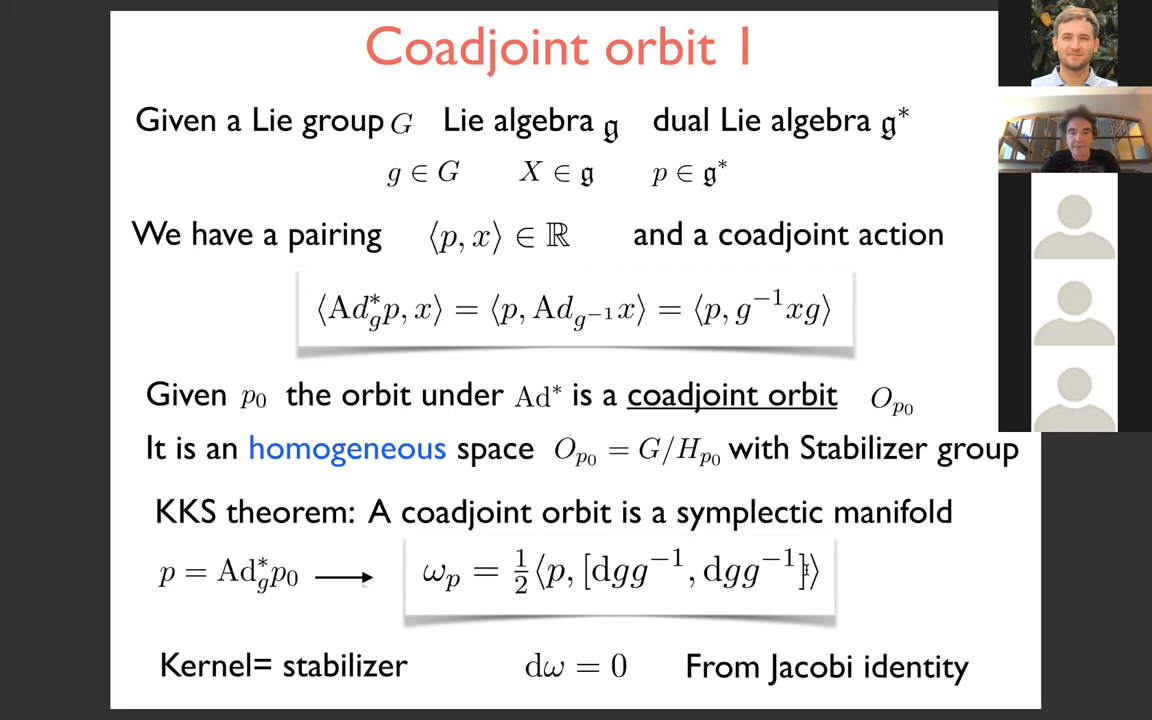 Coadjoint orbit 1
Given a Lie group G Lie algebra 𝔤 dual Lie algebra 𝔤*
g ∈ G X ∈ 𝔤 p ∈ 𝔤*
We have a pairing ⟨p, x⟩ ∈ ℝ and a coadjoint action
⟨Ad*_g p, x⟩ = ⟨p, Ad_{g⁻¹} x⟩ = ⟨p, g⁻¹xg⟩
Given p₀ the orbit under Ad* is a coadjoint orbit O_{p₀}
It is an homogeneous space O_{p₀} = G/H_{p₀} with Stabilizer group
KKS theorem: A coadjoint orbit is a symplectic manifold
p = Ad*_g p₀ ⟶ ω_p = ½⟨p, [dgg⁻¹, dgg⁻¹]⟩
Kernel= stabilizer dω = 0 From Jacobi identity